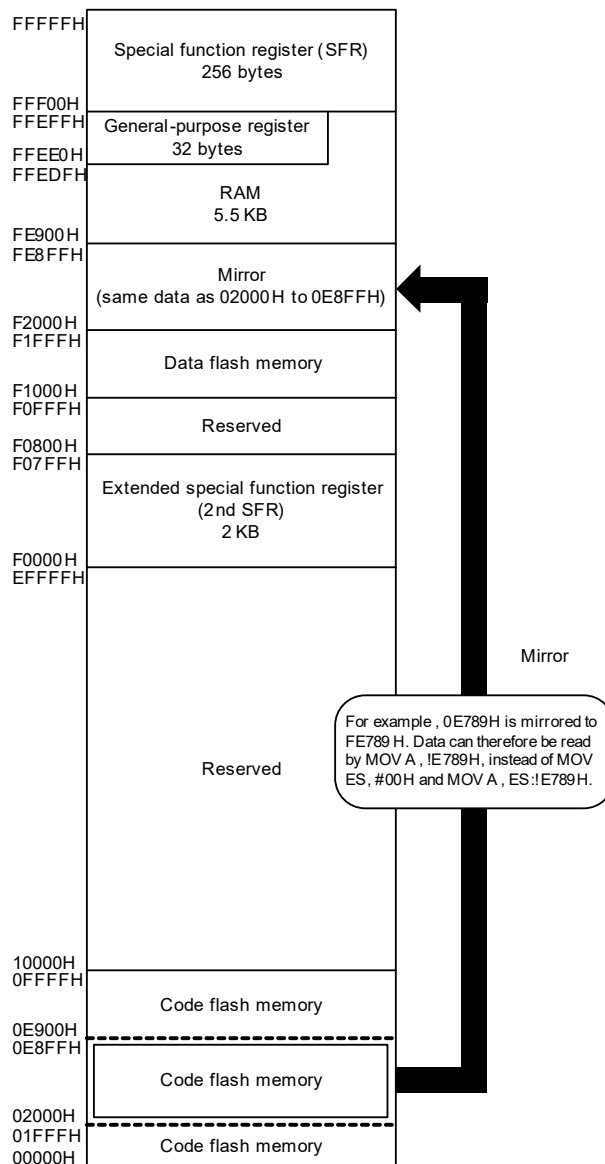 FFFFFH
Special function register (SFR)
256 bytes
FFF00H
FFEFFH
General-purpose register
32 bytes
FFEE0H
FFEDFH
RAM
5.5 KB
FE900H
FE8FFH
Mirror
(same data as 02000H to 0E8FFH)
F2000H
F1FFFH
Data flash memory
F1000H
F0FFFH
Reserved
F0800H
F07FFH
Extended special function register
(2nd SFR)
2 KB
F0000H
EFFFFH
Mirror
For example , 0E789H is mirrored to
FE789 H. Data can therefore be read
by MOV A , !E789H, instead of MOV
ES, #00H and MOV A , ES:!E789H.
Reserved
10000H
0FFFFH
Code flash memory
0E900H
0E8FFH
Code flash memory
02000H
01FFFH
Code flash memory
00000H